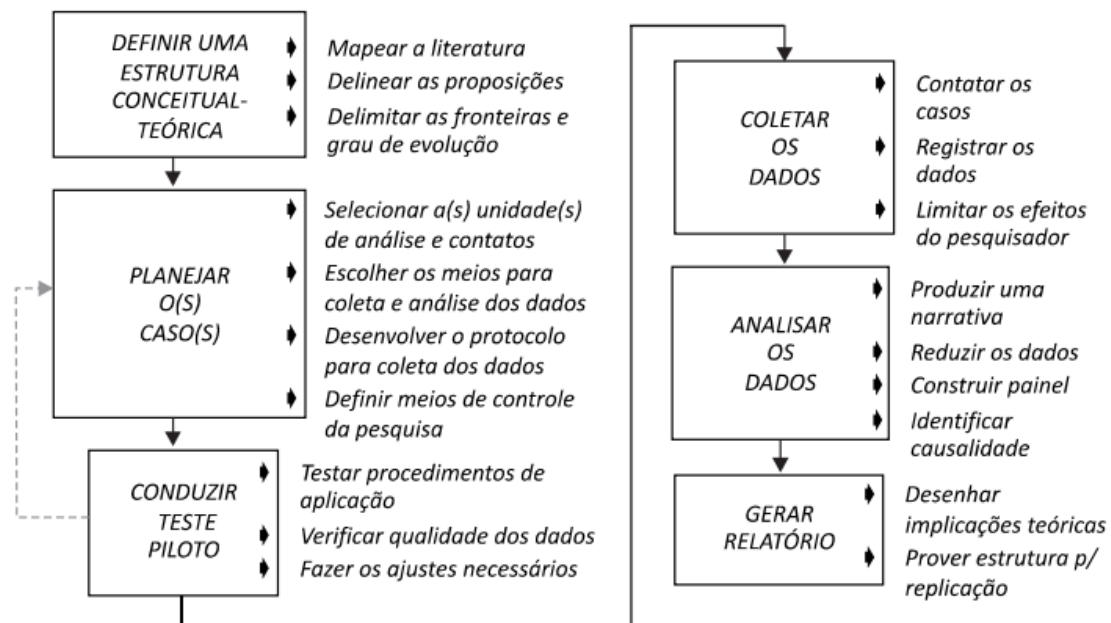 DEFINIR UMA
ESTRUTURA
CONCEITUAL-
TEÓRICA
Mapear a literatura
Delinear as proposições
Delimitar as fronteiras e
grau de evolução
PLANEJAR
O(S)
CASO(S)
Selecionar a(s) unidade(s)
de análise e contatos
Escolher os meios para
coleta e análise dos dados
Desenvolver o protocolo
para coleta dos dados
Definir meios de controle
da pesquisa
CONDUZIR
TESTE
PILOTO
Testar procedimentos de
aplicação
Verificar qualidade dos dados
Fazer os ajustes necessários
COLETAR
OS
DADOS
Contatar os
casos
Registrar os
dados
Limitar os efeitos
do pesquisador
ANALISAR
OS
DADOS
Produzir uma
narrativa
Reduzir os dados
Construir painel
Identificar
causalidade
GERAR
RELATÓRIO
Desenhar
implicações teóricas
Prover estrutura p/
replicação